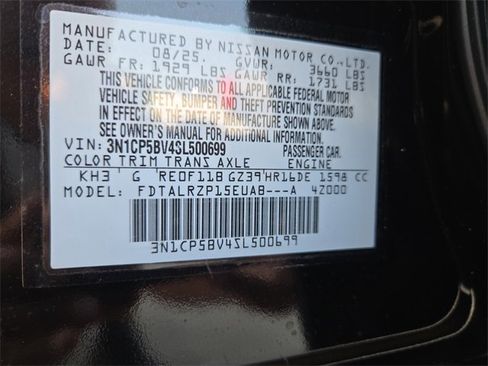 MANUFACTURED BY NISSAN MOTOR CO.,LTD.
DATE: 08/25. GVWR: 3660 LBS
GAWR FR: 1929 LBS GAWR RR: 1731 LBS
THIS VEHICLE CONFORMS TO ALL APPLICABLE FEDERAL MOTOR
VEHICLE SAFETY, BUMPER AND THEFT PREVENTION STANDARDS
IN EFFECT ON THE DATE OF MANUFACTURE SHOWN ABOVE.
SEE OWNER'S MANUAL FOR ADDITIONAL INFORMATION.
VIN: 3N1CP5BV4SL500699 PASSENGER CAR
COLOR TRIM TRANS AXLE ENGINE
KH3 G RE0F11B GZ39 HR16DE 1598 CC
MODEL: FDTALRZP15EUAB---A 4Z000
3N1CP5BV4SL500699